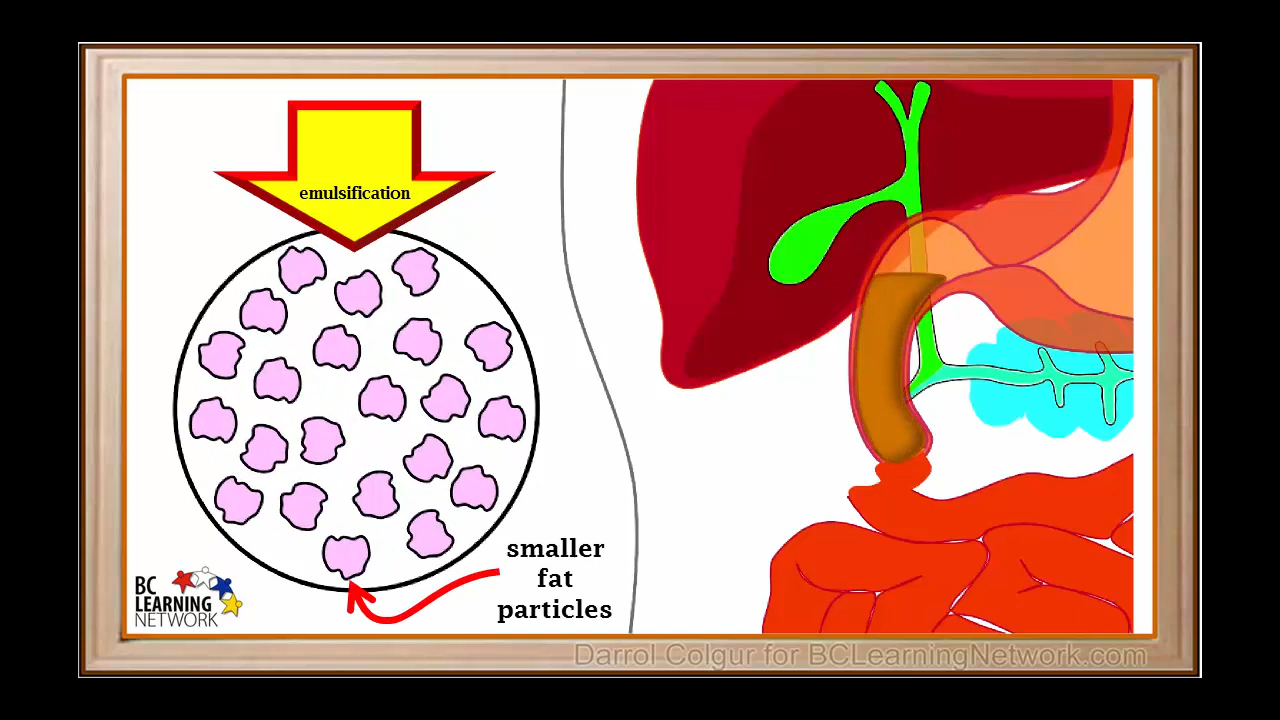 emulsification
smaller
fat
particles
BC
LEARNING
NETWORK
Darrol Colgur for BCLearningNetwork.com